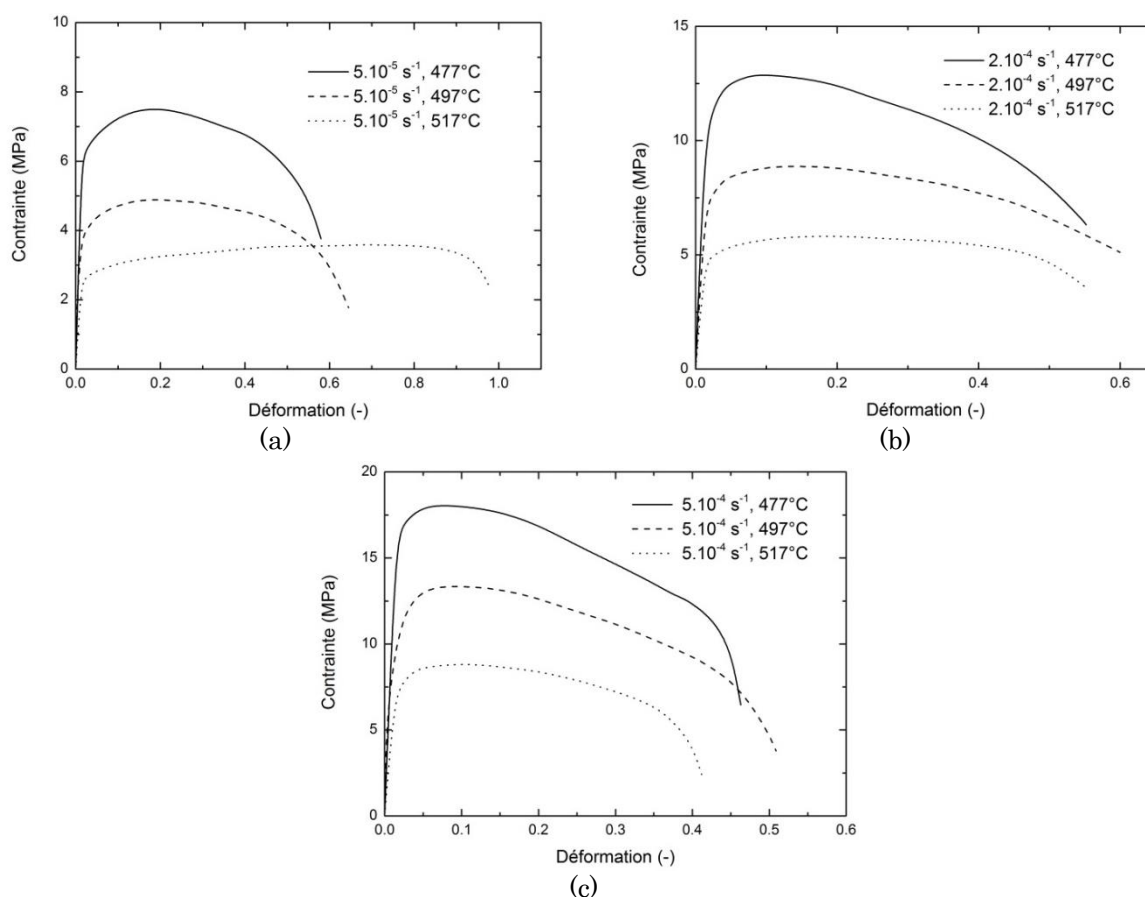 10
8
6
4
2
0
Contrainte (MPa)
5.10⁻⁵ s⁻¹, 477°C
5.10⁻⁵ s⁻¹, 497°C
5.10⁻⁵ s⁻¹, 517°C
0.0 0.2 0.4 0.6 0.8 1.0
Déformation (-)
(a)
15
10
5
0
Contrainte (MPa)
2.10⁻⁴ s⁻¹, 477°C
2.10⁻⁴ s⁻¹, 497°C
2.10⁻⁴ s⁻¹, 517°C
0.0 0.2 0.4 0.6
Déformation (-)
(b)
20
15
10
5
0
Contrainte (MPa)
5.10⁻⁴ s⁻¹, 477°C
5.10⁻⁴ s⁻¹, 497°C
5.10⁻⁴ s⁻¹, 517°C
0.0 0.1 0.2 0.3 0.4 0.5 0.6
Déformation (-)
(c)